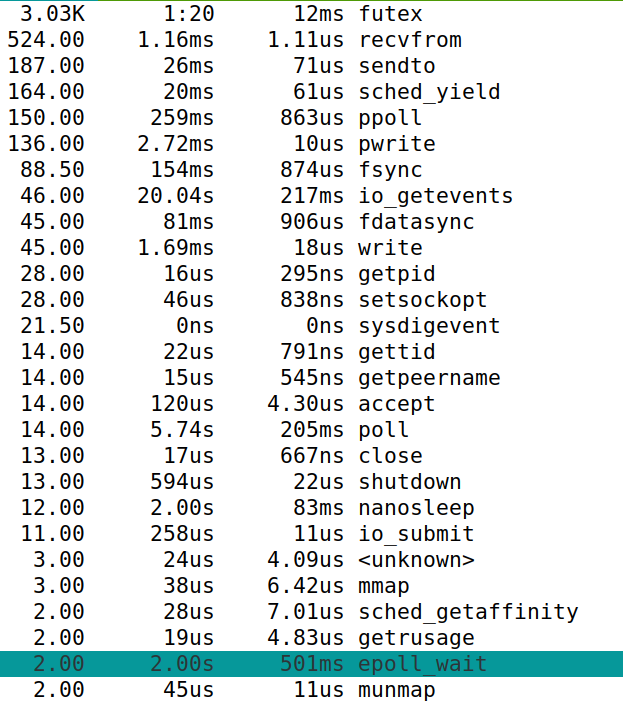 3.03K 1:20 12ms futex
524.00 1.16ms 1.11us recvfrom
187.00 26ms 71us sendto
164.00 20ms 61us sched_yield
150.00 259ms 863us ppoll
136.00 2.72ms 10us pwrite
88.50 154ms 874us fsync
46.00 20.04s 217ms io_getevents
45.00 81ms 906us fdatasync
45.00 1.69ms 18us write
28.00 16us 295ns getpid
28.00 46us 838ns setsockopt
21.50 0ns 0ns sysdigevent
14.00 22us 791ns gettid
14.00 15us 545ns getpeername
14.00 120us 4.30us accept
14.00 5.74s 205ms poll
13.00 17us 667ns close
13.00 594us 22us shutdown
12.00 2.00s 83ms nanosleep
11.00 258us 11us io_submit
3.00 24us 4.09us <unknown>
3.00 38us 6.42us mmap
2.00 28us 7.01us sched_getaffinity
2.00 19us 4.83us getrusage
2.00 2.00s 501ms epoll_wait
2.00 45us 11us munmap